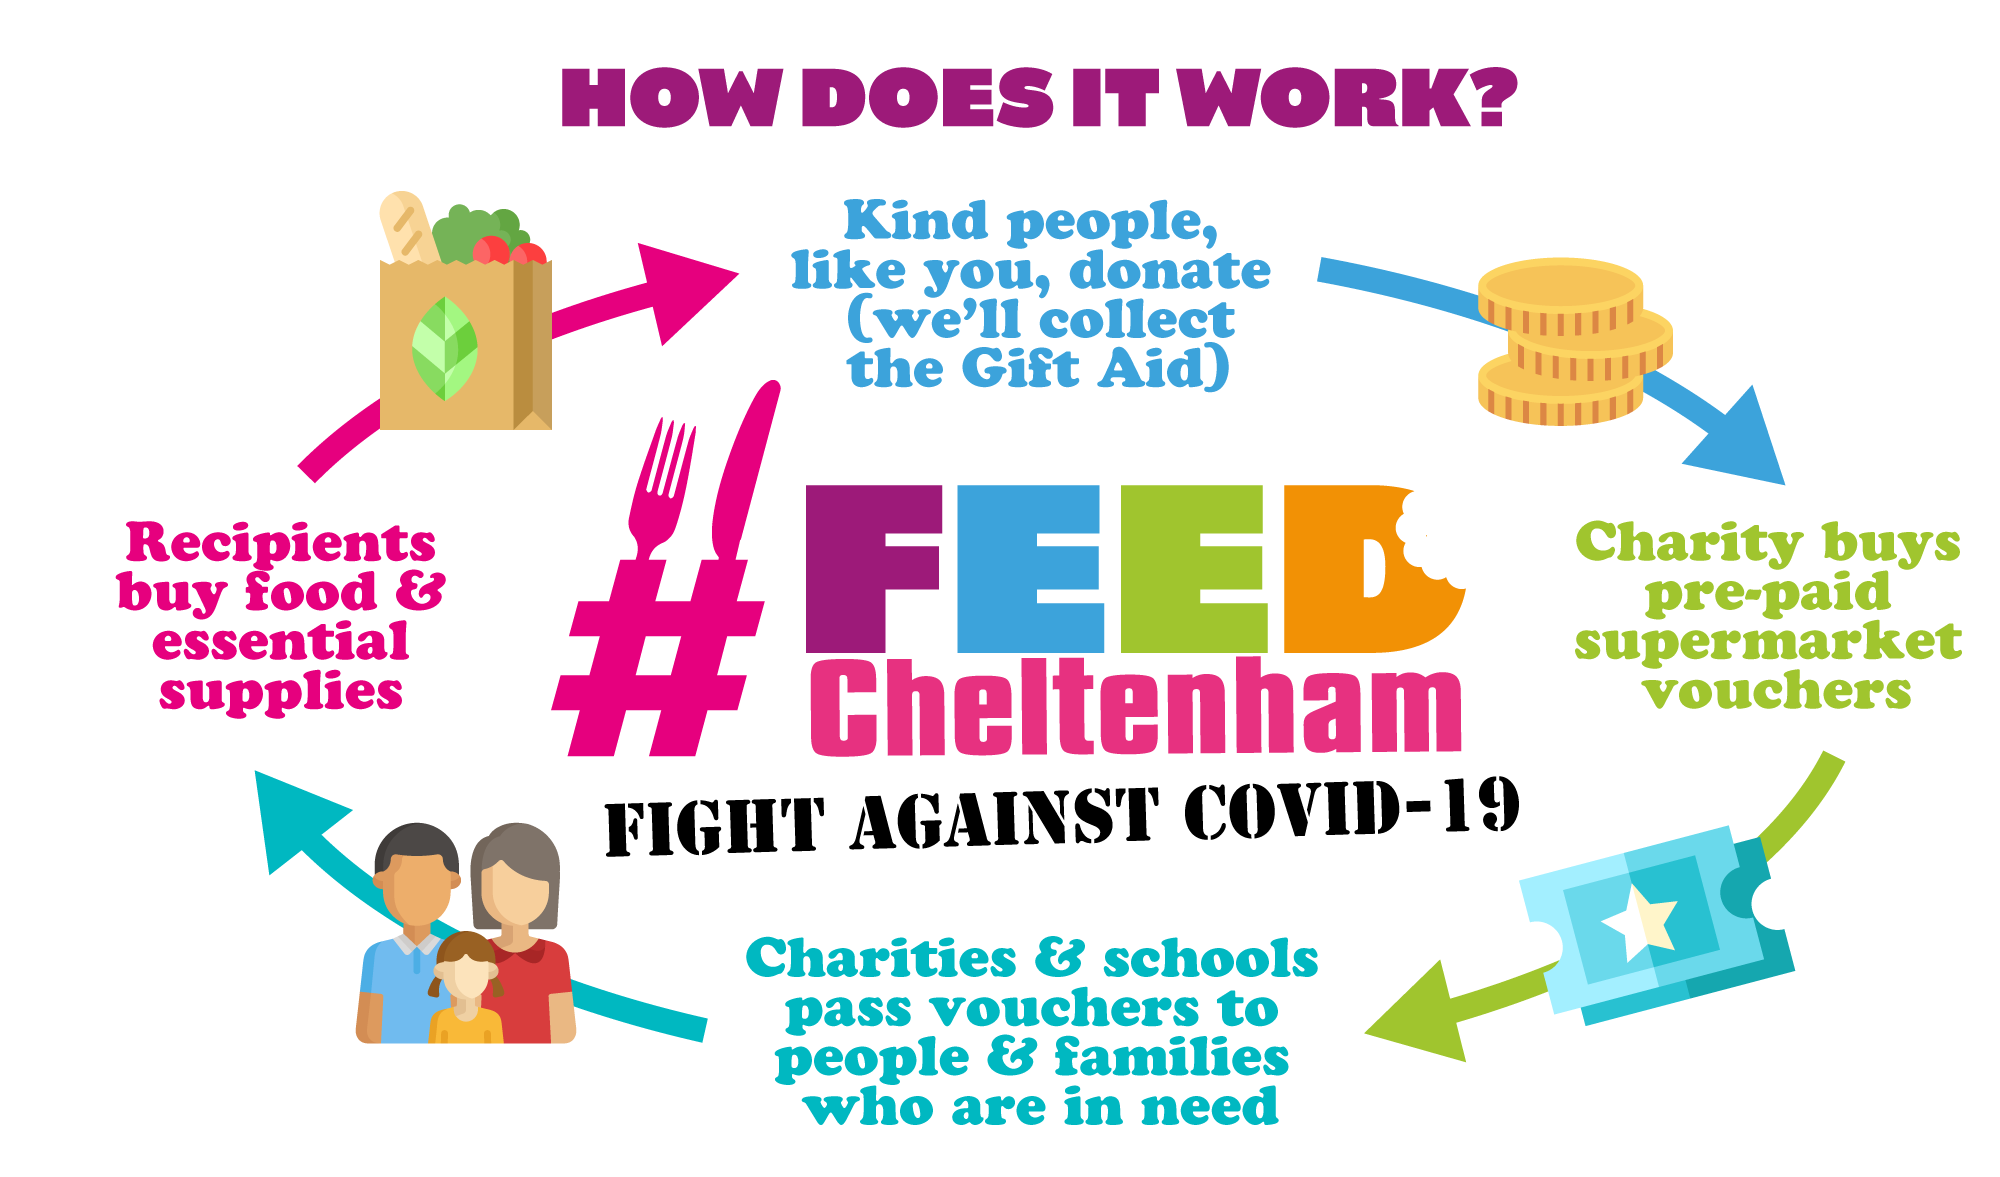 HOW DOES IT WORK?
Kind people,
like you, donate
(we'll collect
the Gift Aid)
Charity buys
pre-paid
supermarket
vouchers
Charities & schools
pass vouchers to
people & families
who are in need
Recipients
buy food &
essential
supplies
#FEED
Cheltenham
FIGHT AGAINST COVID-19